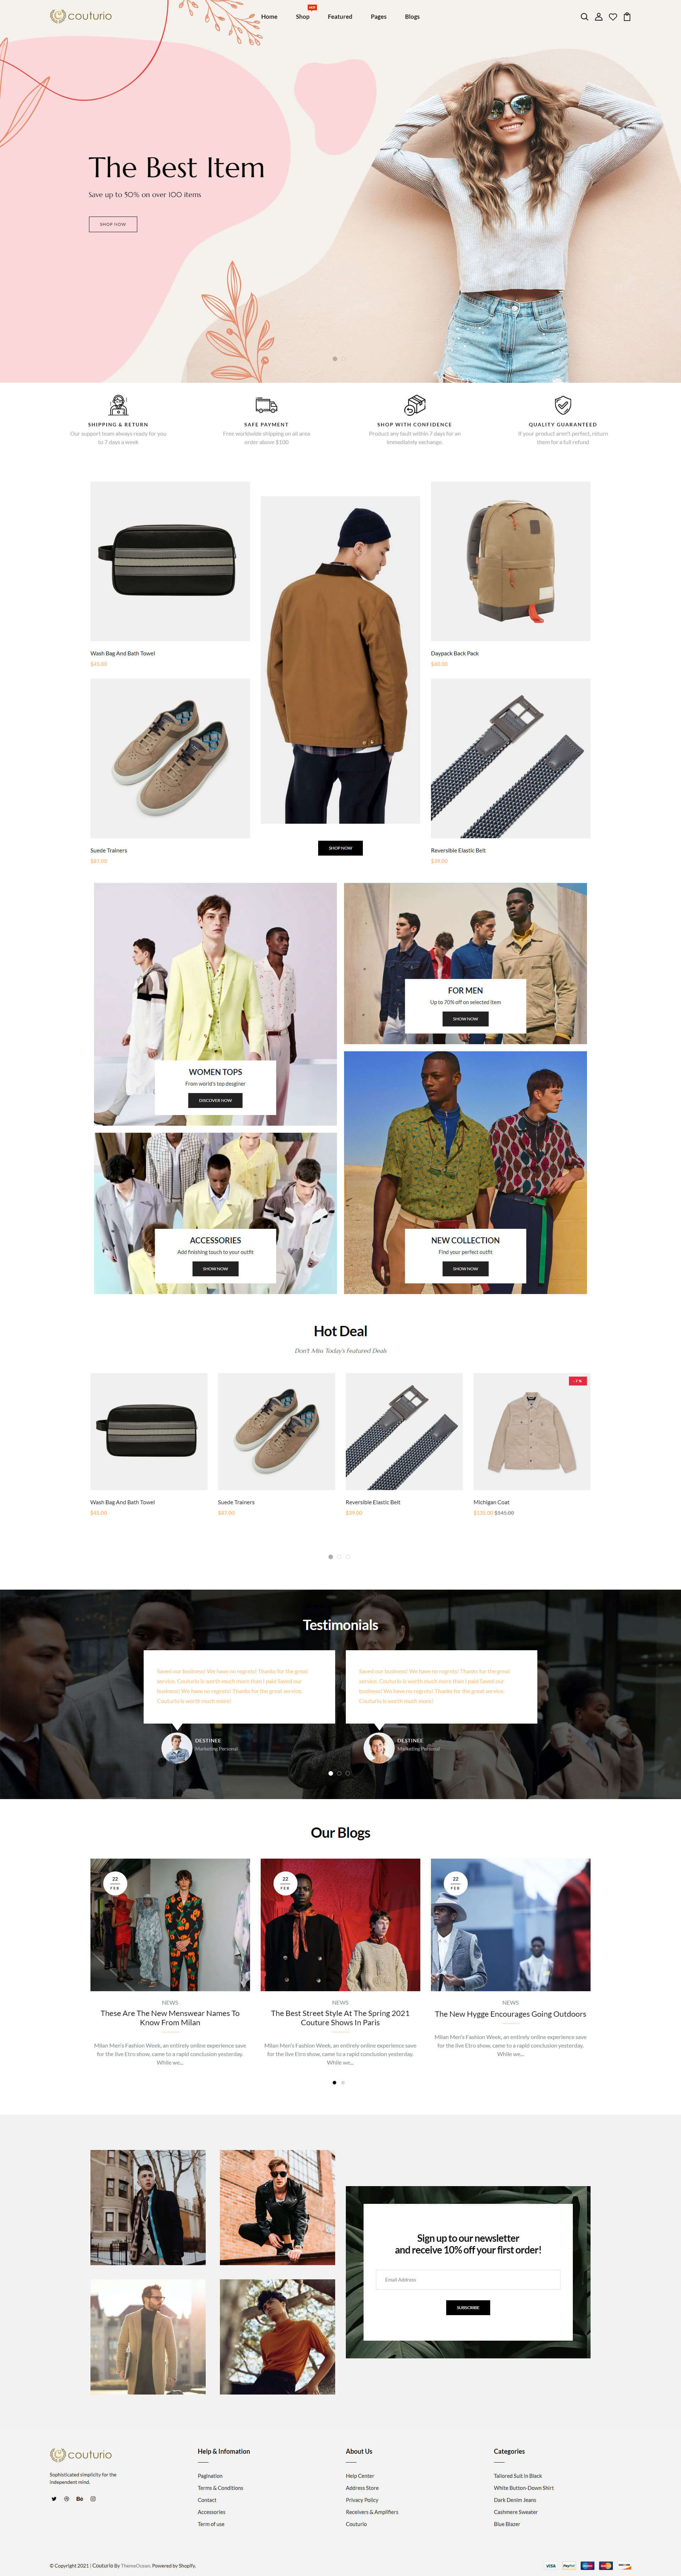 couturio
HOT
Home Shop Featured Pages Blogs
The Best Item
Save up to 50% on over 100 items
SHOP NOW
SHIPPING & RETURN
Our support team always ready for you
to 7 days a week
SAFE PAYMENT
Free worldwide shipping on all area
order above $100
SHOP WITH CONFIDENCE
Product any fault within 7 days for an
immediately exchange.
QUALITY GUARANTEED
If your product aren't perfect, return
them for a full refund
Wash Bag And Bath Towel
$45.00
Daypack Back Pack
$60.00
Suede Trainers
$87.00
SHOP NOW
Reversible Elastic Belt
$39.00
WOMEN TOPS
From world's top desginer
DISCOVER NOW
FOR MEN
Up to 70% off on selected item
SHOW NOW
ACCESSORIES
Add finishing touch to your outfit
SHOW NOW
NEW COLLECTION
Find your perfect outfit
SHOW NOW
Hot Deal
Don't Miss Today's Featured Deals
Wash Bag And Bath Towel
$45.00
Suede Trainers
$87.00
Reversible Elastic Belt
$39.00
Michigan Coat
$135.00 $145.00
Testimonials
Saved our business! We have no regrets! Thanks for the great
service. Couturio is worth much more than I paid Saved our
business! We have no regrets! Thanks for the great service.
Couturio is worth much more!
DESTINEE
Marketing Personal
Saved our business! We have no regrets! Thanks for the great
service. Couturio is worth much more than I paid Saved our
business! We have no regrets! Thanks for the great service.
Couturio is worth much more!
DESTINEE
Marketing Personal
Our Blogs
22
FEB
NEWS
These Are The New Menswear Names To
Know From Milan
Milan Men's Fashion Week, an entirely online experience save
for the live Etro show, came to a rapid conclusion yesterday.
While we...
22
FEB
NEWS
The Best Street Style At The Spring 2021
Couture Shows In Paris
Milan Men's Fashion Week, an entirely online experience save
for the live Etro show, came to a rapid conclusion yesterday.
While we...
22
FEB
NEWS
The New Hygge Encourages Going Outdoors
Milan Men's Fashion Week, an entirely online experience save
for the live Etro show, came to a rapid conclusion yesterday.
While we...
Sign up to our newsletter
and receive 10% off your first order!
Email Address
SUBSCRIBE
couturio
Sophisticated simplicity for the
independent mind.
Bē
Help & Infomation
Pagination
Terms & Conditions
Contact
Accessories
Term of use
About Us
Help Center
Address Store
Privacy Policy
Receivers & Amplifiers
Couturio
Categories
Tailored Suit in Black
White Button-Down Shirt
Dark Denim Jeans
Cashmere Sweater
Blue Blazer
© Copyright 2021 | Couturio By ThemeOcean. Powered by Shopify.
VISA PayPal